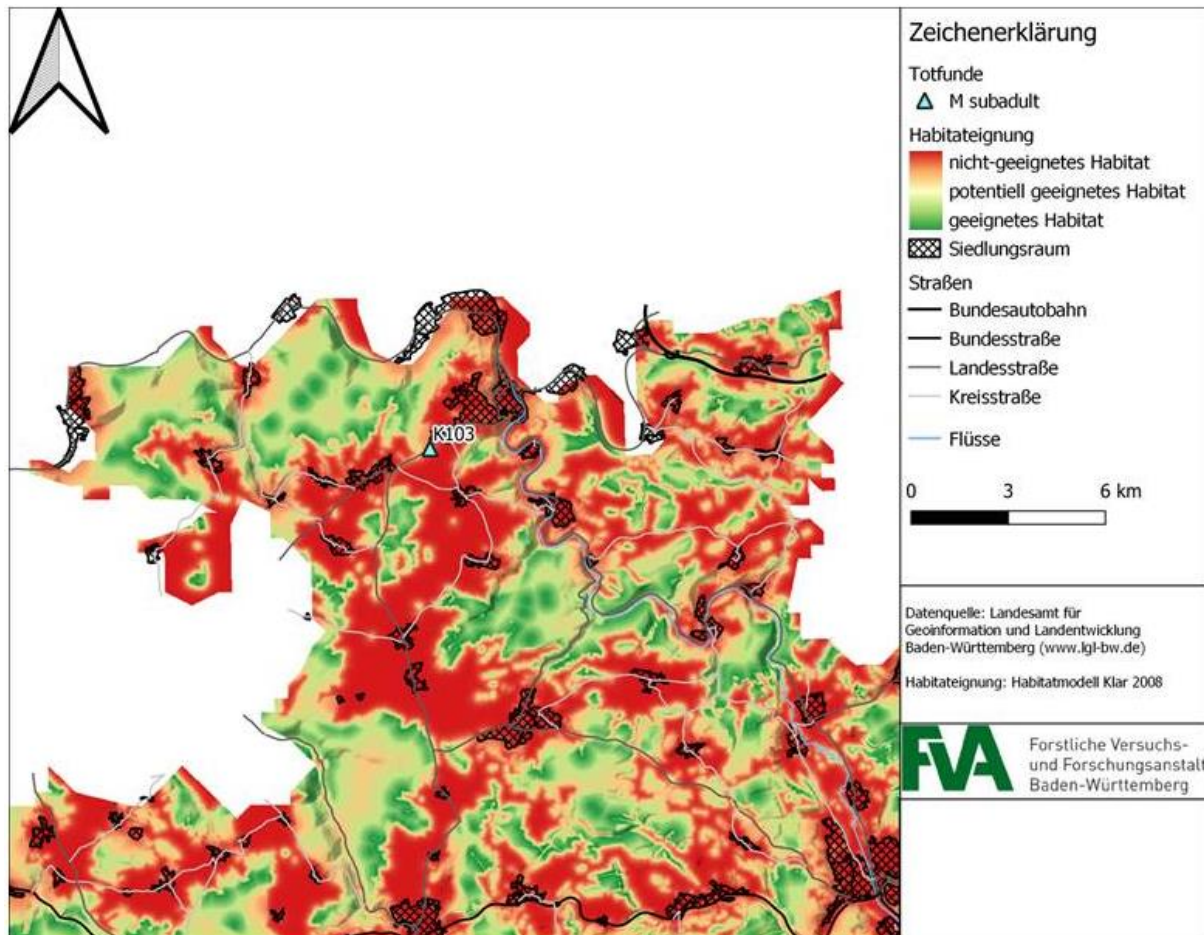 K103
Zeichenerklärung
Totfunde
M subadult
Habitateignung
nicht-geeignetes Habitat
potentiell geeignetes Habitat
geeignetes Habitat
Siedlungsraum
Straßen
Bundesautobahn
Bundesstraße
Landesstraße
Kreisstraße
Flüsse
0 3 6 km
Datenquelle: Landesamt für
Geoinformation und Landentwicklung
Baden-Württemberg (www.lgl-bw.de)
Habitateignung: Habitatmodell Klar 2008
FVA
Forstliche Versuchs-
und Forschungsanstalt
Baden-Württemberg